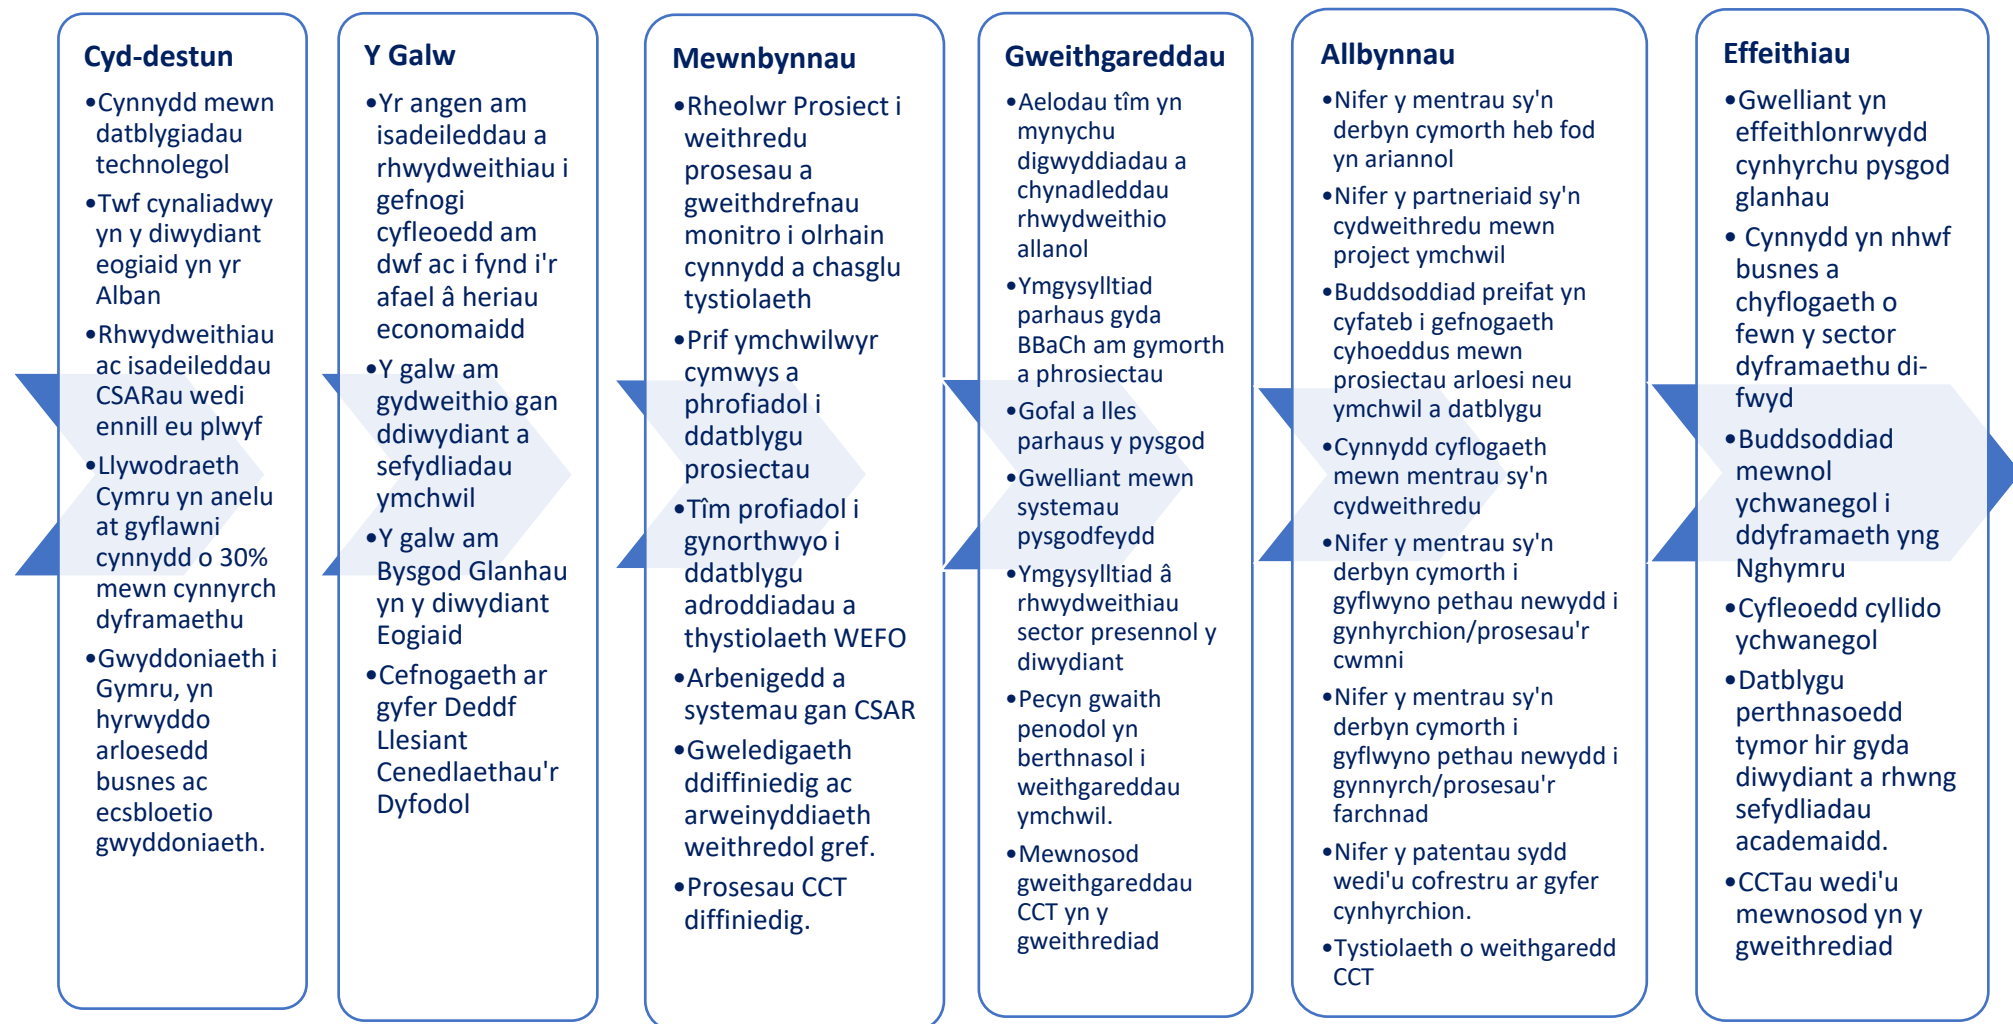 Cyd-destun
•Cynnydd mewn
datblygiadau
technolegol
•Twf cynaliadwy
yn y diwydiant
eogiaid yn yr
Alban
•Rhwydweithiau
ac isadeileddau
CSARau wedi
ennill eu plwyf
•Llywodraeth
Cymru yn anelu
at gyflawni
cynnydd o 30%
mewn cynnyrch
dyframaethu
•Gwyddoniaeth i
Gymru, yn
hyrwyddo
arloesedd
busnes ac
ecsbloetio
gwyddoniaeth.
Y Galw
•Yr angen am
isadeileddau a
rhwydweithiau i
gefnogi
cyfleoedd am
dwf ac i fynd i'r
afael â heriau
economaidd
•Y galw am
gydweithio gan
ddiwydiant a
sefydliadau
ymchwil
•Y galw am
Bysgod Glanhau
yn y diwydiant
Eogiaid
•Cefnogaeth ar
gyfer Deddf
Llesiant
Cenedlaethau'r
Dyfodol
Mewnbynnau
•Rheolwr Prosiect i
weithredu
prosesau a
gweithdrefnau
monitro i olrhain
cynnydd a chasglu
tystiolaeth
•Prif ymchwilwyr
cymwys a
phrofiadol i
ddatblygu
prosiectau
•Tîm profiadol i
gynorthwyo i
ddatblygu
adroddiadau a
thystiolaeth WEFO
•Arbenigedd a
systemau gan CSAR
•Gweledigaeth
ddiffiniedig ac
arweinyddiaeth
weithredol gref.
•Prosesau CCT
diffiniedig.
Gweithgareddau
•Aelodau tîm yn
mynychu
digwyddiadau a
chynadleddau
rhwydweithio
allanol
•Ymgysylltiad
parhaus gyda
BBaCh am gymorth
a phrosiectau
•Gofal a lles
parhaus y pysgod
•Gwelliant mewn
systemau
pysgodfeydd
•Ymgysylltiad â
rhwydweithiau
sector presennol y
diwydiant
•Pecyn gwaith
penodol yn
berthnasol i
weithgareddau
ymchwil.
•Mewnosod
gweithgareddau
CCT yn y
gweithrediad
Allbynnau
•Nifer y mentrau sy'n
derbyn cymorth heb fod
yn ariannol
•Nifer y partneriaid sy'n
cydweithredu mewn
project ymchwil
•Buddsoddiad preifat yn
cyfateb i gefnogaeth
cyhoeddus mewn
prosiectau arloesi neu
ymchwil a datblygu
•Cynnydd cyflogaeth
mewn mentrau sy'n
cydweithredu
•Nifer y mentrau sy'n
derbyn cymorth i
gyflwyno pethau newydd i
gynhyrchion/prosesau'r
cwmni
•Nifer y mentrau sy'n
derbyn cymorth i
gyflwyno pethau newydd i
gynnyrch/prosesau'r
farchnad
•Nifer y patentau sydd
wedi'u cofrestru ar gyfer
cynhyrchion.
•Tystiolaeth o weithgaredd
CCT
Effeithiau
•Gwelliant yn
effeithlonrwydd
cynhyrchu pysgod
glanhau
• Cynnydd yn nhwf
busnes a
chyflogaeth o
fewn y sector
dyframaethu di-
fwyd
•Buddsoddiad
mewnol
ychwanegol i
ddyframaeth yng
Nghymru
•Cyfleoedd cyllido
ychwanegol
•Datblygu
perthnasoedd
tymor hir gyda
diwydiant a rhwng
sefydliadau
academaidd.
•CCTau wedi'u
mewnosod yn y
gweithrediad